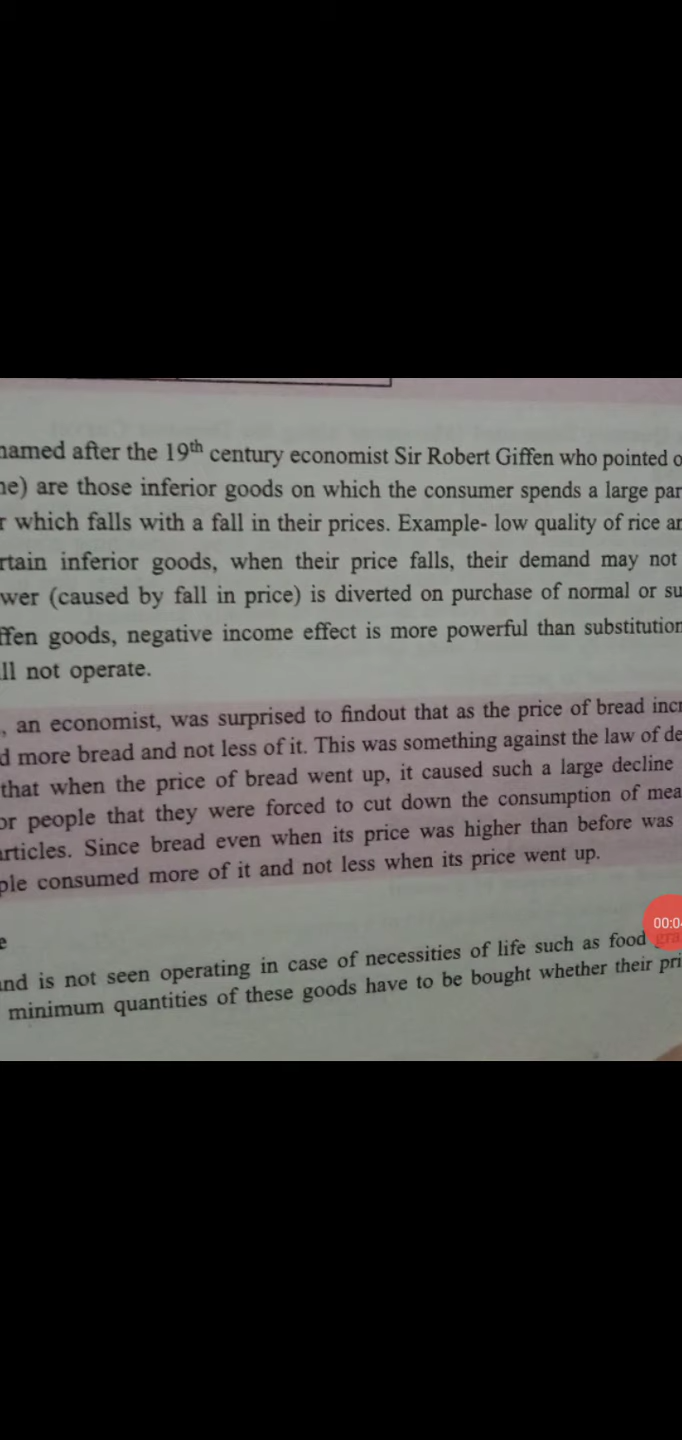 named after the 19th century economist Sir Robert Giffen who pointed o
ne) are those inferior goods on which the consumer spends a large par
r which falls with a fall in their prices. Example- low quality of rice an
rtain inferior goods, when their price falls, their demand may not
wer (caused by fall in price) is diverted on purchase of normal or su
ffen goods, negative income effect is more powerful than substitution
ll not operate.
, an economist, was surprised to findout that as the price of bread incr
d more bread and not less of it. This was something against the law of de
that when the price of bread went up, it caused such a large decline
or people that they were forced to cut down the consumption of mea
articles. Since bread even when its price was higher than before was
ple consumed more of it and not less when its price went up.
e
and is not seen operating in case of necessities of life such as food gra
minimum quantities of these goods have to be bought whether their pri
00:04